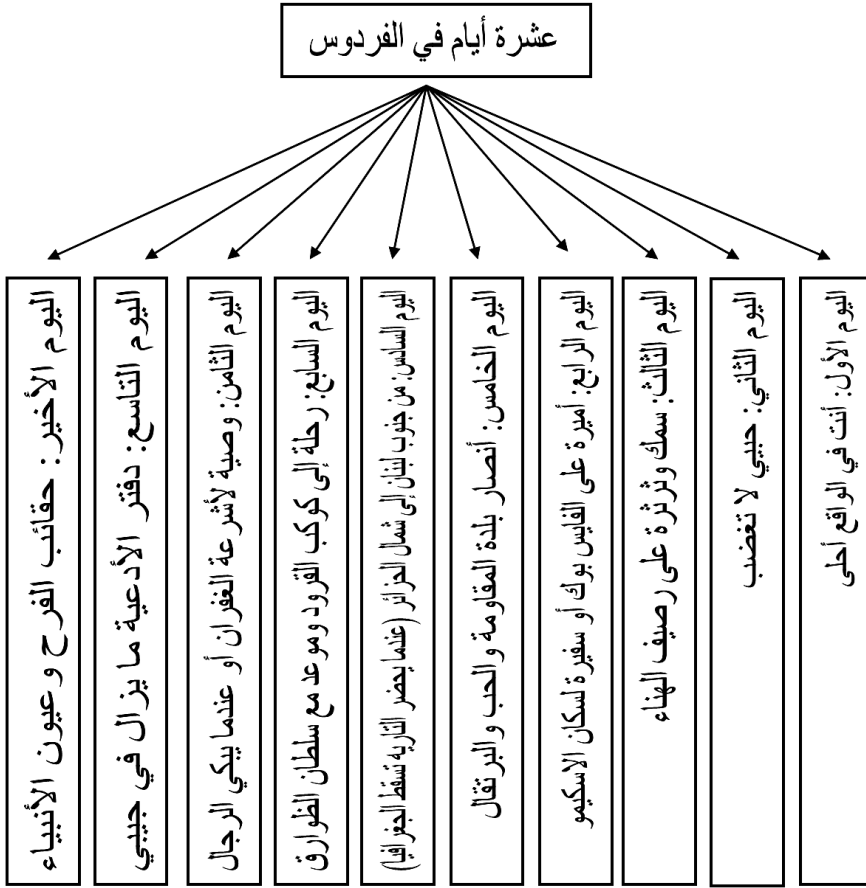 عشرة أيام في الفردوس
اليوم الأول: أنت في الواقع أحلى
اليوم الثاني: حبيبي لا تغضب
اليوم الثالث: سمك وثرثرة على رصيف الهناء
اليوم الرابع: أميرة على الفايس بوك أو سفيرة لسكان الاسكيمو
اليوم الخامس: أنصار بلدة المقاومة والحب والبرتقال
اليوم السادس: من جنوب لبنان إلى شمال الجزائر (عندما يحضر التاريه تسقط الجغرافيا)
اليوم السابع: رحلة إلى كوكب القرود وموعد مع سلطان الظوارق
اليوم الثامن: وصية لأشرعة الغفران أو عندما يبكي الرجال
اليوم التاسع: دفتر الأدعية ما يزال في جيبي
اليوم الأخير: حقائب الفرح وعيون الأنبياء